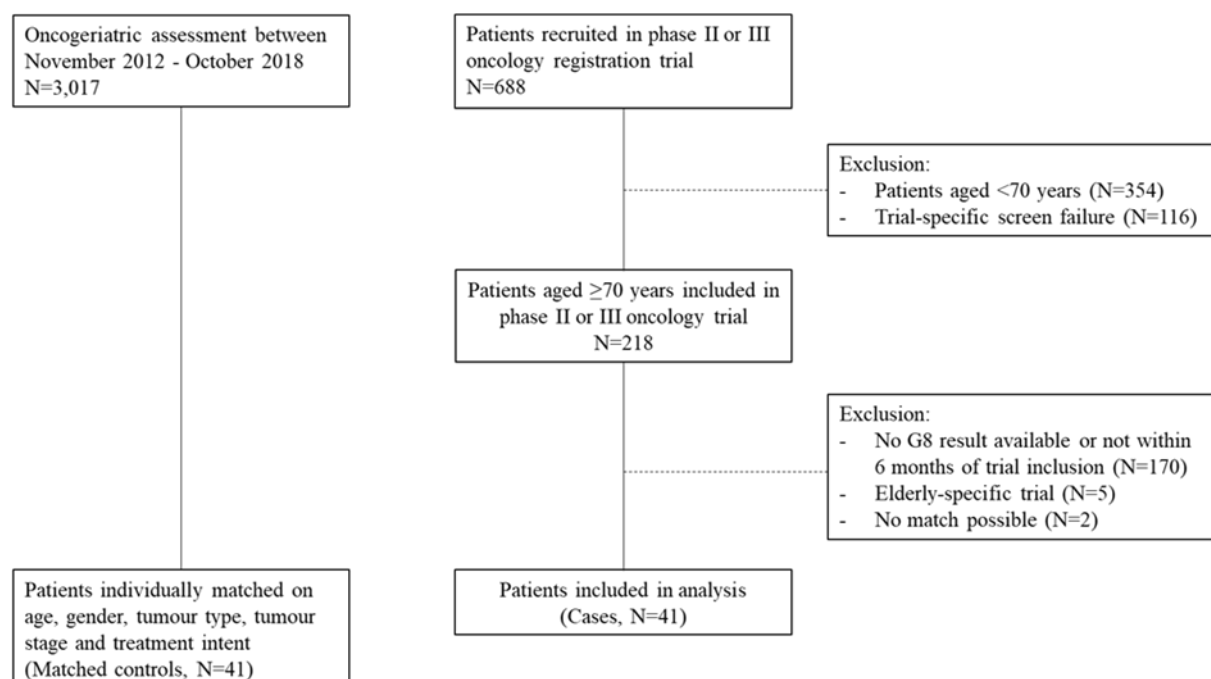 Oncogeriatric assessment between
November 2012 - October 2018
N=3,017
Patients recruited in phase II or III
oncology registration trial
N=688
Exclusion:
- Patients aged <70 years (N=354)
- Trial-specific screen failure (N=116)
Patients aged ≥70 years included in
phase II or III oncology trial
N=218
Exclusion:
- No G8 result available or not within
6 months of trial inclusion (N=170)
- Elderly-specific trial (N=5)
- No match possible (N=2)
Patients individually matched on
age, gender, tumour type, tumour
stage and treatment intent
(Matched controls, N=41)
Patients included in analysis
(Cases, N=41)